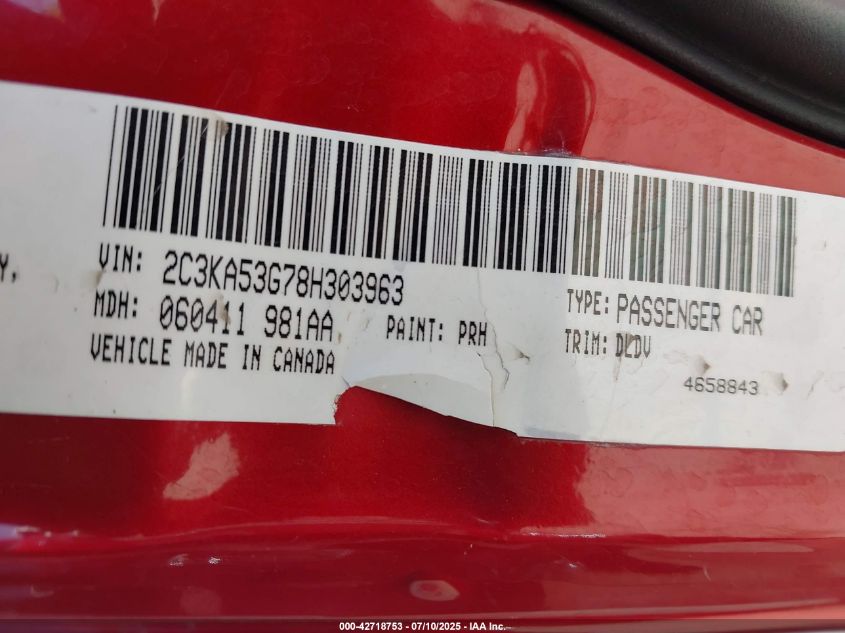 Y,
VIN: 2C3KA53G78H303963
TYPE: PASSENGER CAR
MDH: 060411 981AA
PAINT: PRH
TRIM: DLDV
VEHICLE MADE IN CANADA
4658843
000-42718753 - 07/10/2025 - IAA Inc.